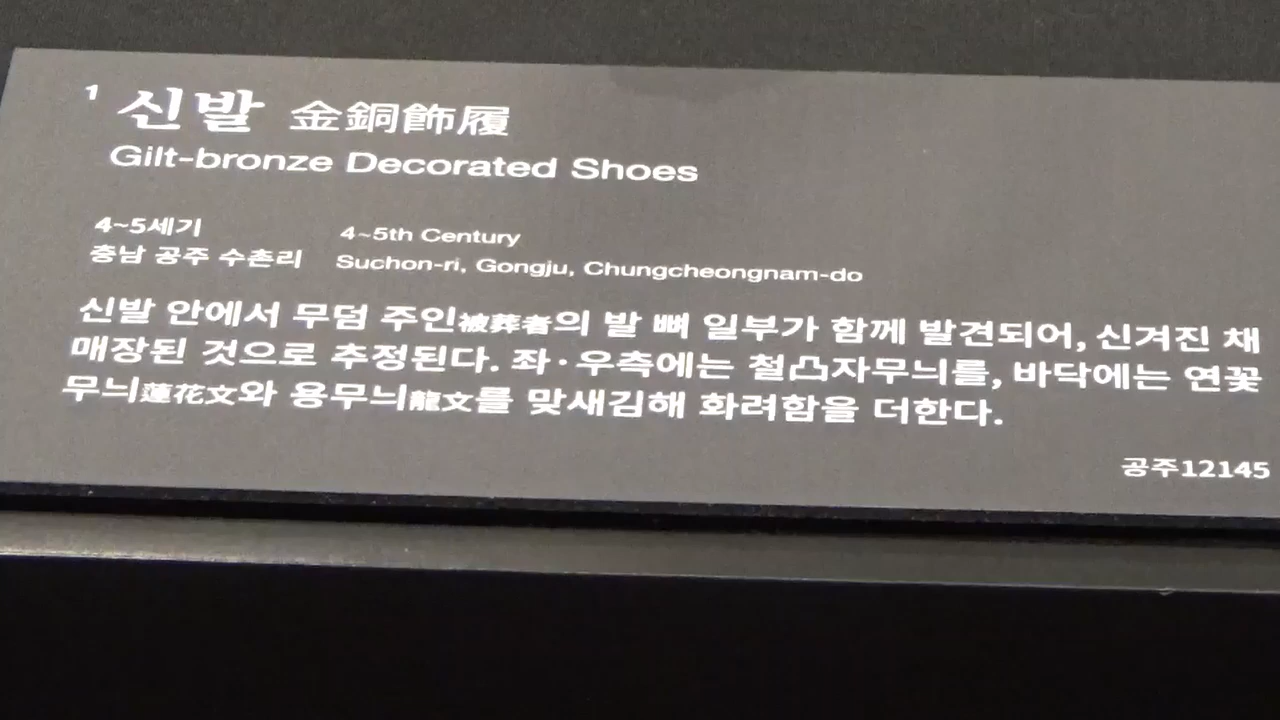 1 신발 金銅飾履
Gilt-bronze Decorated Shoes
4~5세기 4~5th Century
충남 공주 수촌리 Suchon-ri, Gongju, Chungcheongnam-do
신발 안에서 무덤 주인被葬者의 발 뼈 일부가 함께 발견되어, 신겨진 채
매장된 것으로 추정된다. 좌·우측에는 철凸자무늬를, 바닥에는 연꽃
무늬蓮花文와 용무늬龍文를 맞새김해 화려함을 더한다.
공주12145